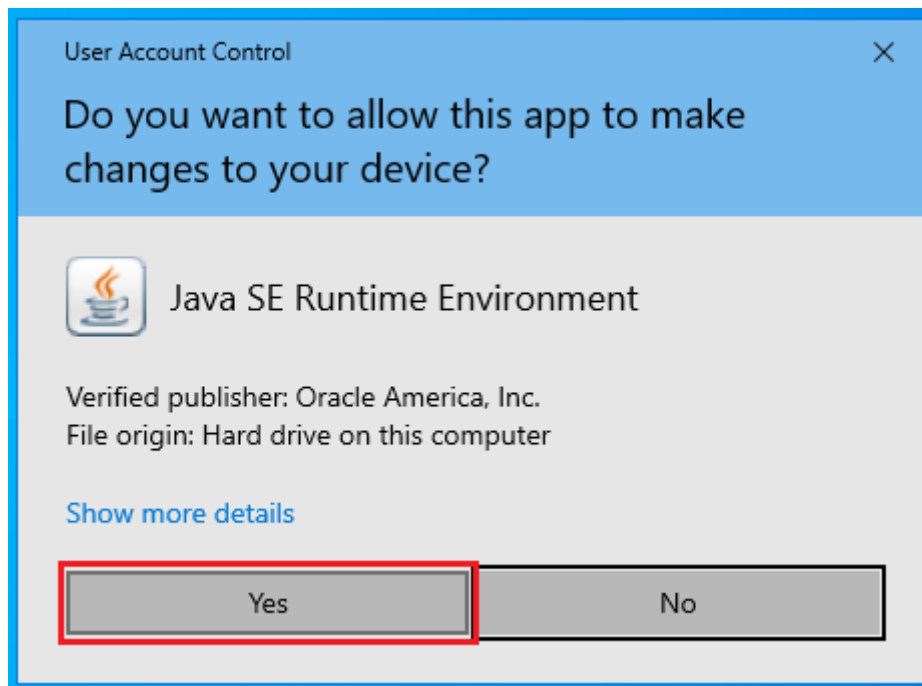 User Account Control
Do you want to allow this app to make
changes to your device?
Java SE Runtime Environment
Verified publisher: Oracle America, Inc.
File origin: Hard drive on this computer
Show more details
Yes
No